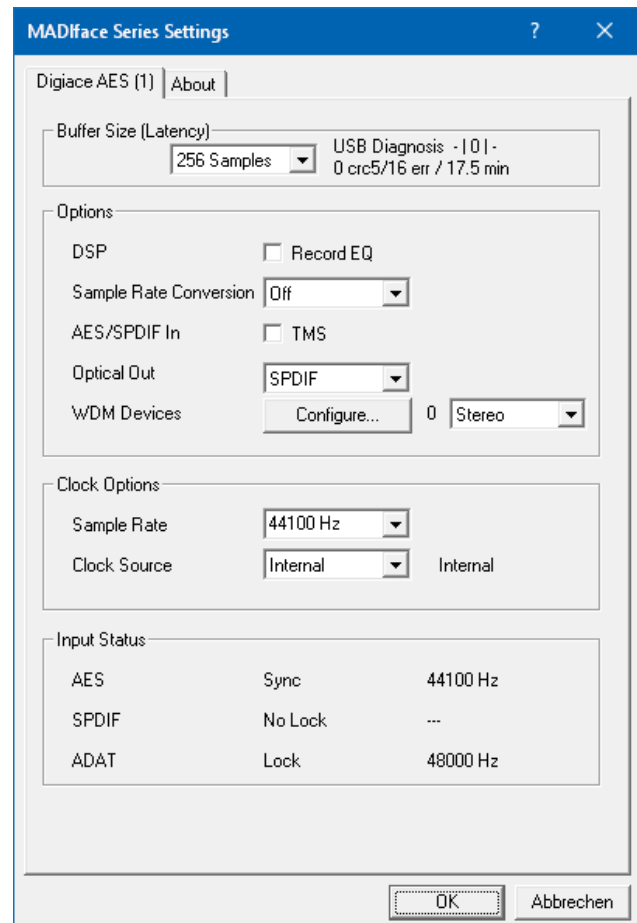 MADIface Series Settings ?
Digiace AES (1) About
Buffer Size (Latency)
256 Samples
USB Diagnosis - | 0 | -
0 crc5/16 err / 17.5 min
Options
DSP Record EQ
Sample Rate Conversion Off
AES/SPDIF In TMS
Optical Out SPDIF
WDM Devices Configure... 0 Stereo
Clock Options
Sample Rate 44100 Hz
Clock Source Internal Internal
Input Status
AES Sync 44100 Hz
SPDIF No Lock ---
ADAT Lock 48000 Hz
OK Abbrechen